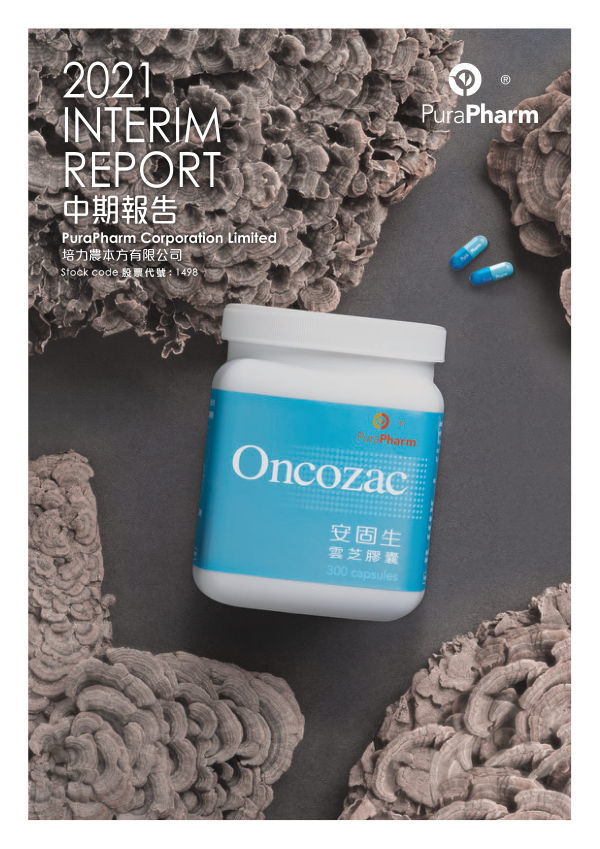 2021
INTERIM
REPORT
中期報告
PuraPharm Corporation Limited
培力農本方有限公司
Stock code 股票代號 : 1498
®
PuraPharm
PuraPharm
Oncozac
安固生
雲芝膠囊
300 capsules